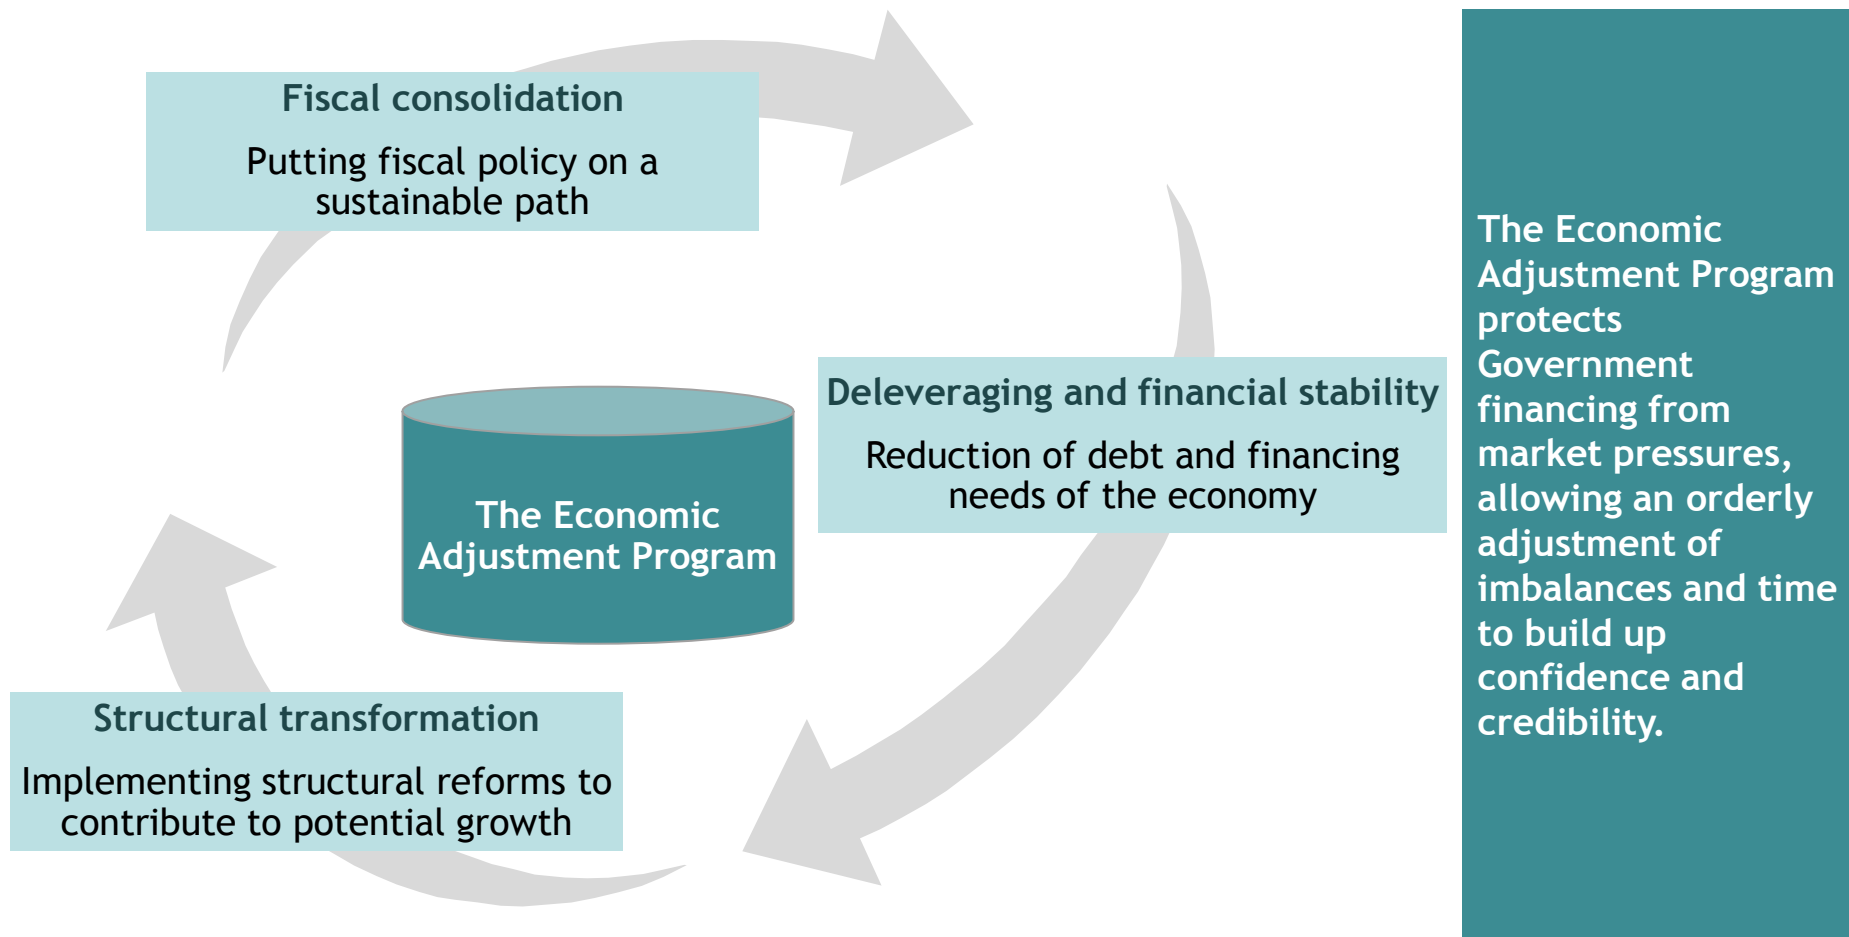 Fiscal consolidation
Putting fiscal policy on a
sustainable path
Deleveraging and financial stability
Reduction of debt and financing
needs of the economy
The Economic
Adjustment Program
Structural transformation
Implementing structural reforms to
contribute to potential growth
The Economic
Adjustment Program
protects
Government
financing from
market pressures,
allowing an orderly
adjustment of
imbalances and time
to build up
confidence and
credibility.